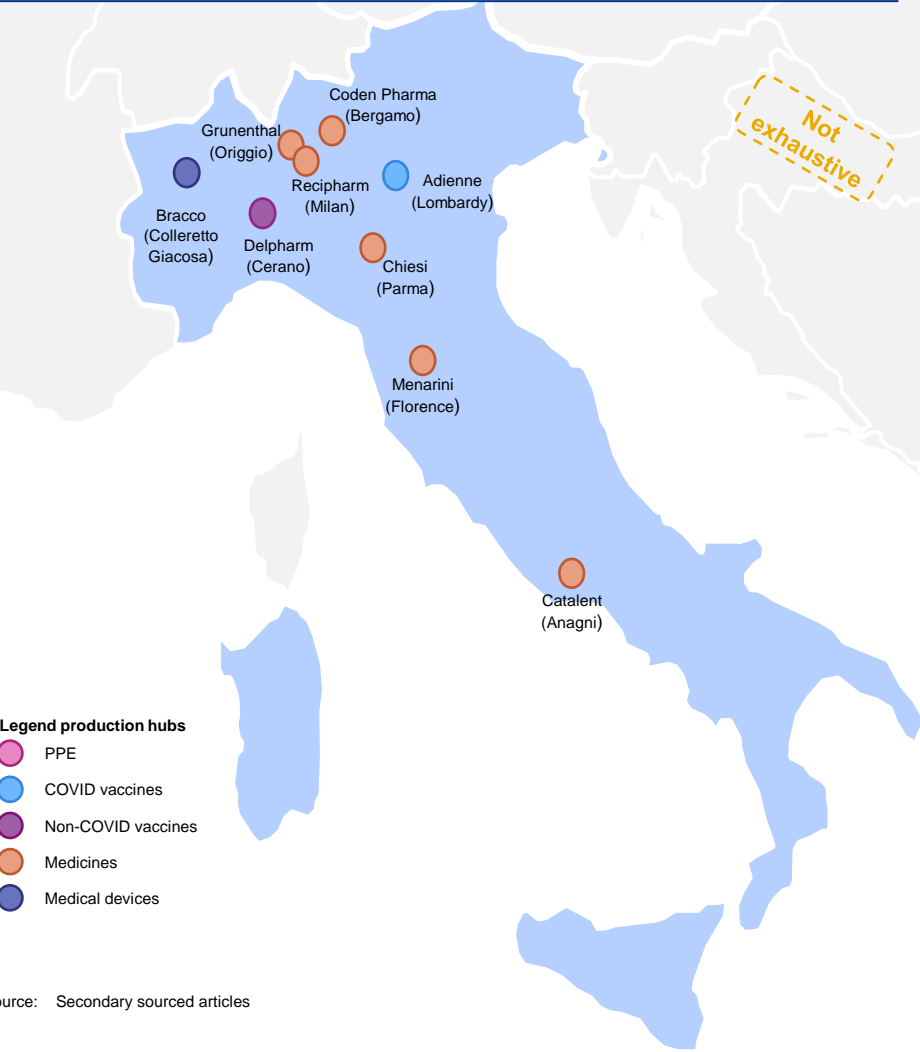 Not
exhaustive
Coden Pharma
(Bergamo)
Grunenthal
(Origgio)
Recipharm
(Milan)
Adienne
(Lombardy)
Bracco
(Colleretto
Giacosa)
Delpharm
(Cerano)
Chiesi
(Parma)
Menarini
(Florence)
Catalent
(Anagni)
Legend production hubs
PPE
COVID vaccines
Non-COVID vaccines
Medicines
Medical devices
ource: Secondary sourced articles